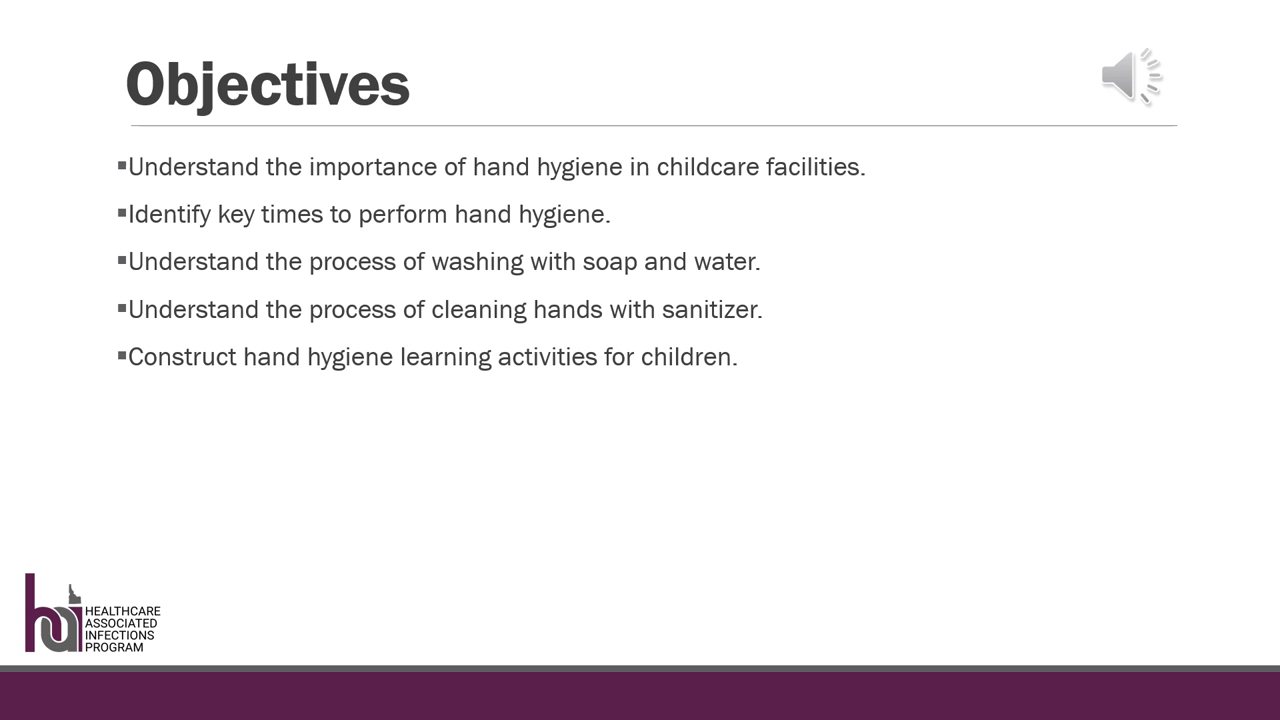 Objectives
▪Understand the importance of hand hygiene in childcare facilities.
▪Identify key times to perform hand hygiene.
▪Understand the process of washing with soap and water.
▪Understand the process of cleaning hands with sanitizer.
▪Construct hand hygiene learning activities for children.
hai
HEALTHCARE
ASSOCIATED
INFECTIONS
PROGRAM